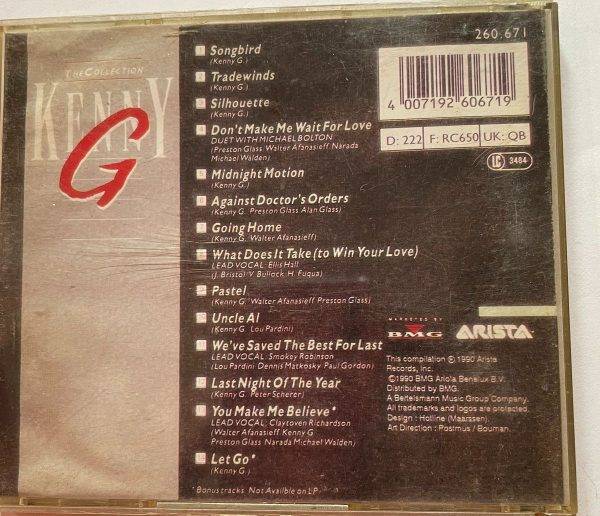 THE COLLECTION
KENNY
G
Songbird
(Kenny G.)
Tradewinds
(Kenny G.)
Silhouette
(Kenny G.)
Don't Make Me Wait For Love
DUET WITH MICHAEL BOLTON
(Preston Glass Walter Afanasieff Narada
Michael Walden)
Midnight Motion
(Kenny G.)
Against Doctor's Orders
(Kenny G. Preston Glass Alan Glass)
Going Home
(Kenny G. Walter Afanasieff)
What Does It Take (to Win Your Love)
LEAD VOCAL: Ellis Hall
(J. Bristol V. Bullock H. Fuqua)
Pastel
(Kenny G. Walter Afanasieff Preston Glass)
Uncle Al
(Kenny G. Lou Pardini)
We've Saved The Best For Last
LEAD VOCAL: Smokey Robinson
(Lou Pardini Dennis Matkosky Paul Gordon)
Last Night Of The Year
(Kenny G. Peter Scherer)
You Make Me Believe*
LEAD VOCAL: Claytoven Richardson
(Walter Afanasieff Kenny G.
Preston Glass Narada Michael Walden)
Let Go*
(Kenny G.)
*Bonustracks Not Available on LP
260.671
4 007192 606719
D: 222 F: RC650 UK: QB
LC 3484
MARKETED BY
BMG ARISTA
This compilation ℗ 1990 Arista
Records, Inc.
©1990 BMG Ariola Benelux B.V.
Distributed by BMG.
A Bertelsmann Music Group Company.
All trademarks and logos are protected.
Design : Hotline (Maarssen).
Art Direction : Postmus / Bouman.